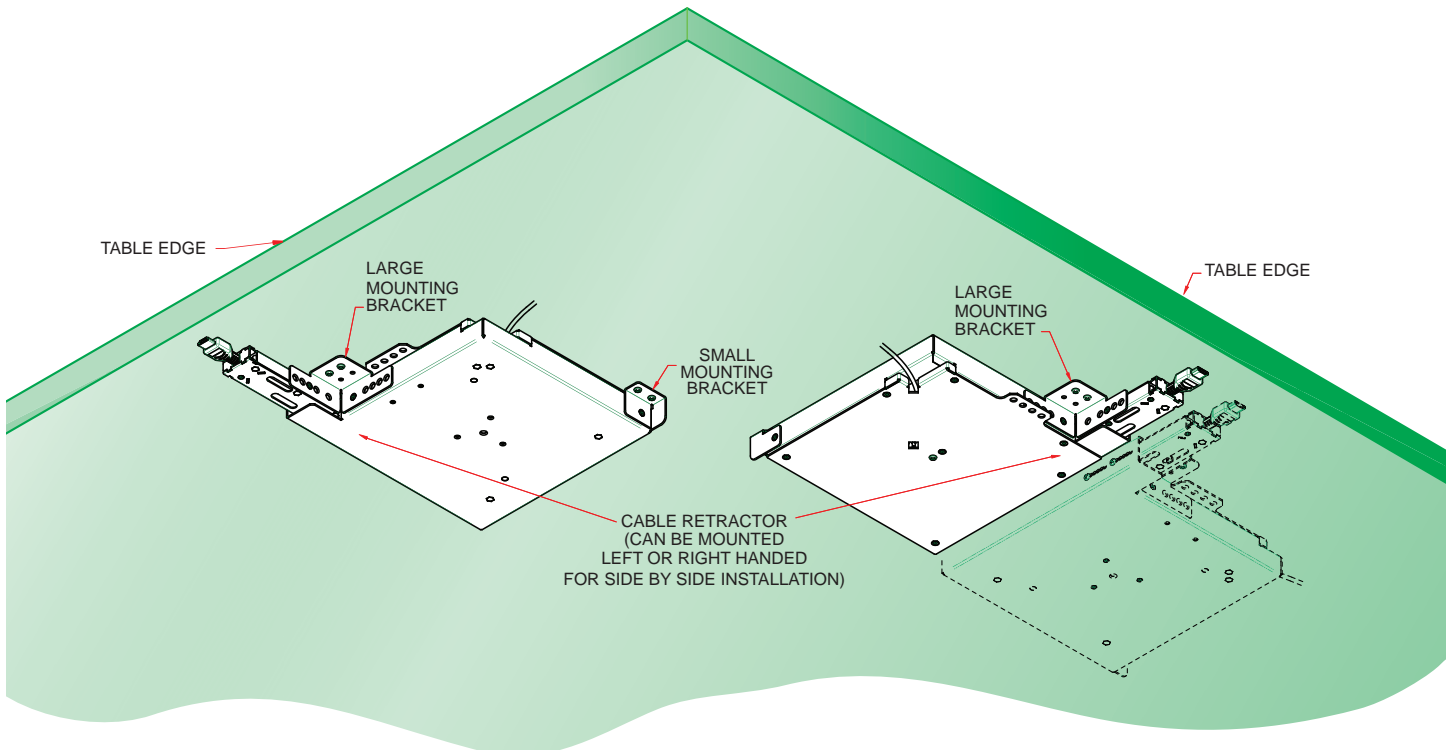 TABLE EDGE
LARGE
MOUNTING
BRACKET
SMALL
MOUNTING
BRACKET
LARGE
MOUNTING
BRACKET
TABLE EDGE
CABLE RETRACTOR
(CAN BE MOUNTED
LEFT OR RIGHT HANDED
FOR SIDE BY SIDE INSTALLATION)